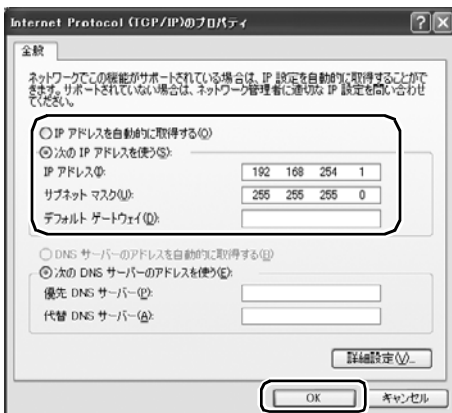 Internet Protocol (TCP/IP)のプロパティ
全般
ネットワークでこの機能がサポートされている場合は、IP 設定を自動的に取得することがで
きます。サポートされていない場合は、ネットワーク管理者に適切な IP 設定を問い合わせ
てください。
IP アドレスを自動的に取得する(O)
次の IP アドレスを使う(S):
IP アドレス(I): 192 168 254 1
サブネット マスク(U): 255 255 255 0
デフォルト ゲートウェイ(D):
DNS サーバーのアドレスを自動的に取得する(B)
次の DNS サーバーのアドレスを使う(E):
優先 DNS サーバー(P):
代替 DNS サーバー(A):
詳細設定(V)...
OK キャンセル